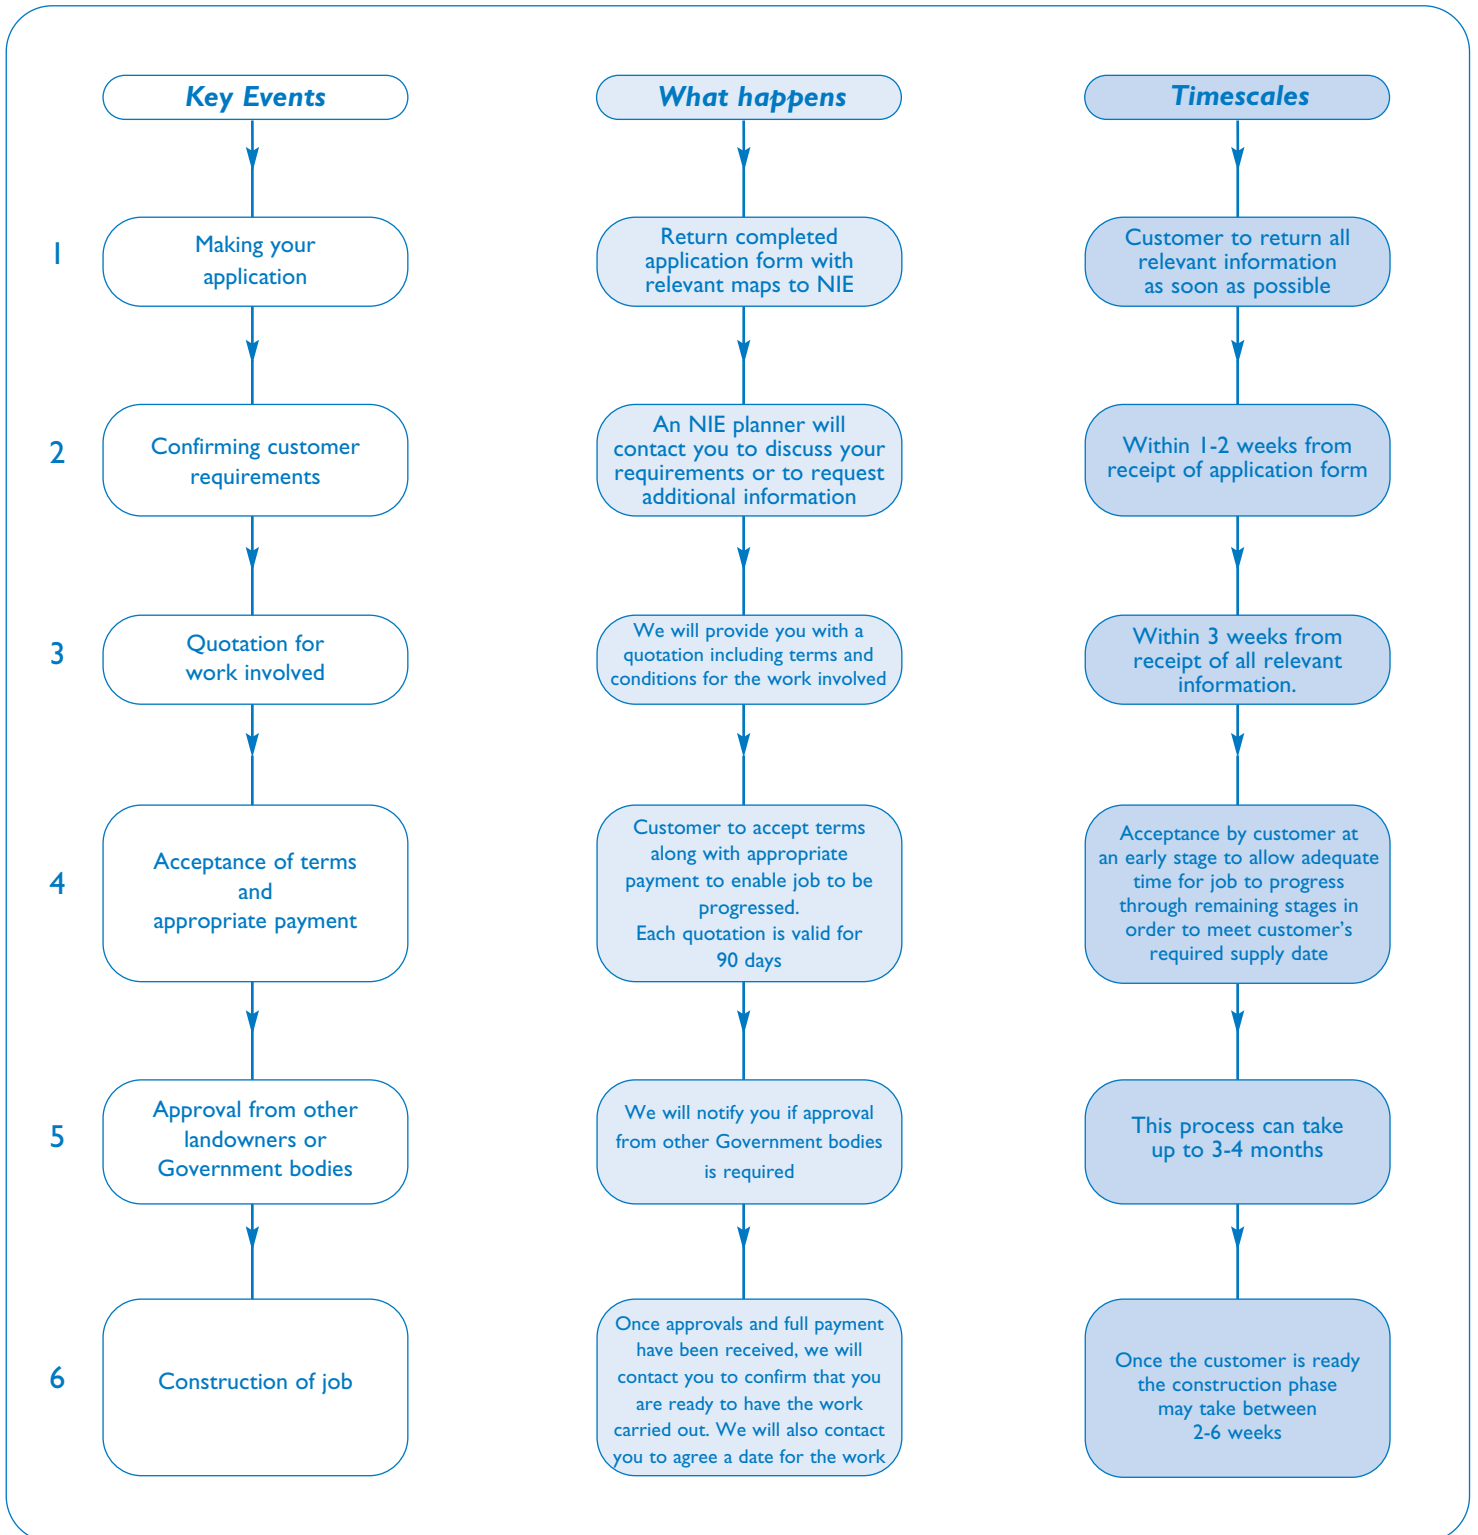 Key Events
What happens
Timescales
1
Making your
application
Return completed
application form with
relevant maps to NIE
Customer to return all
relevant information
as soon as possible
2
Confirming customer
requirements
An NIE planner will
contact you to discuss your
requirements or to request
additional information
Within 1-2 weeks from
receipt of application form
3
Quotation for
work involved
We will provide you with a
quotation including terms and
conditions for the work involved
Within 3 weeks from
receipt of all relevant
information.
4
Acceptance of terms
and
appropriate payment
Customer to accept terms
along with appropriate
payment to enable job to be
progressed.
Each quotation is valid for
90 days
Acceptance by customer at
an early stage to allow adequate
time for job to progress
through remaining stages in
order to meet customer’s
required supply date
5
Approval from other
landowners or
Government bodies
We will notify you if approval
from other Government bodies
is required
This process can take
up to 3-4 months
6
Construction of job
Once approvals and full payment
have been received, we will
contact you to confirm that you
are ready to have the work
carried out. We will also contact
you to agree a date for the work
Once the customer is ready
the construction phase
may take between
2-6 weeks